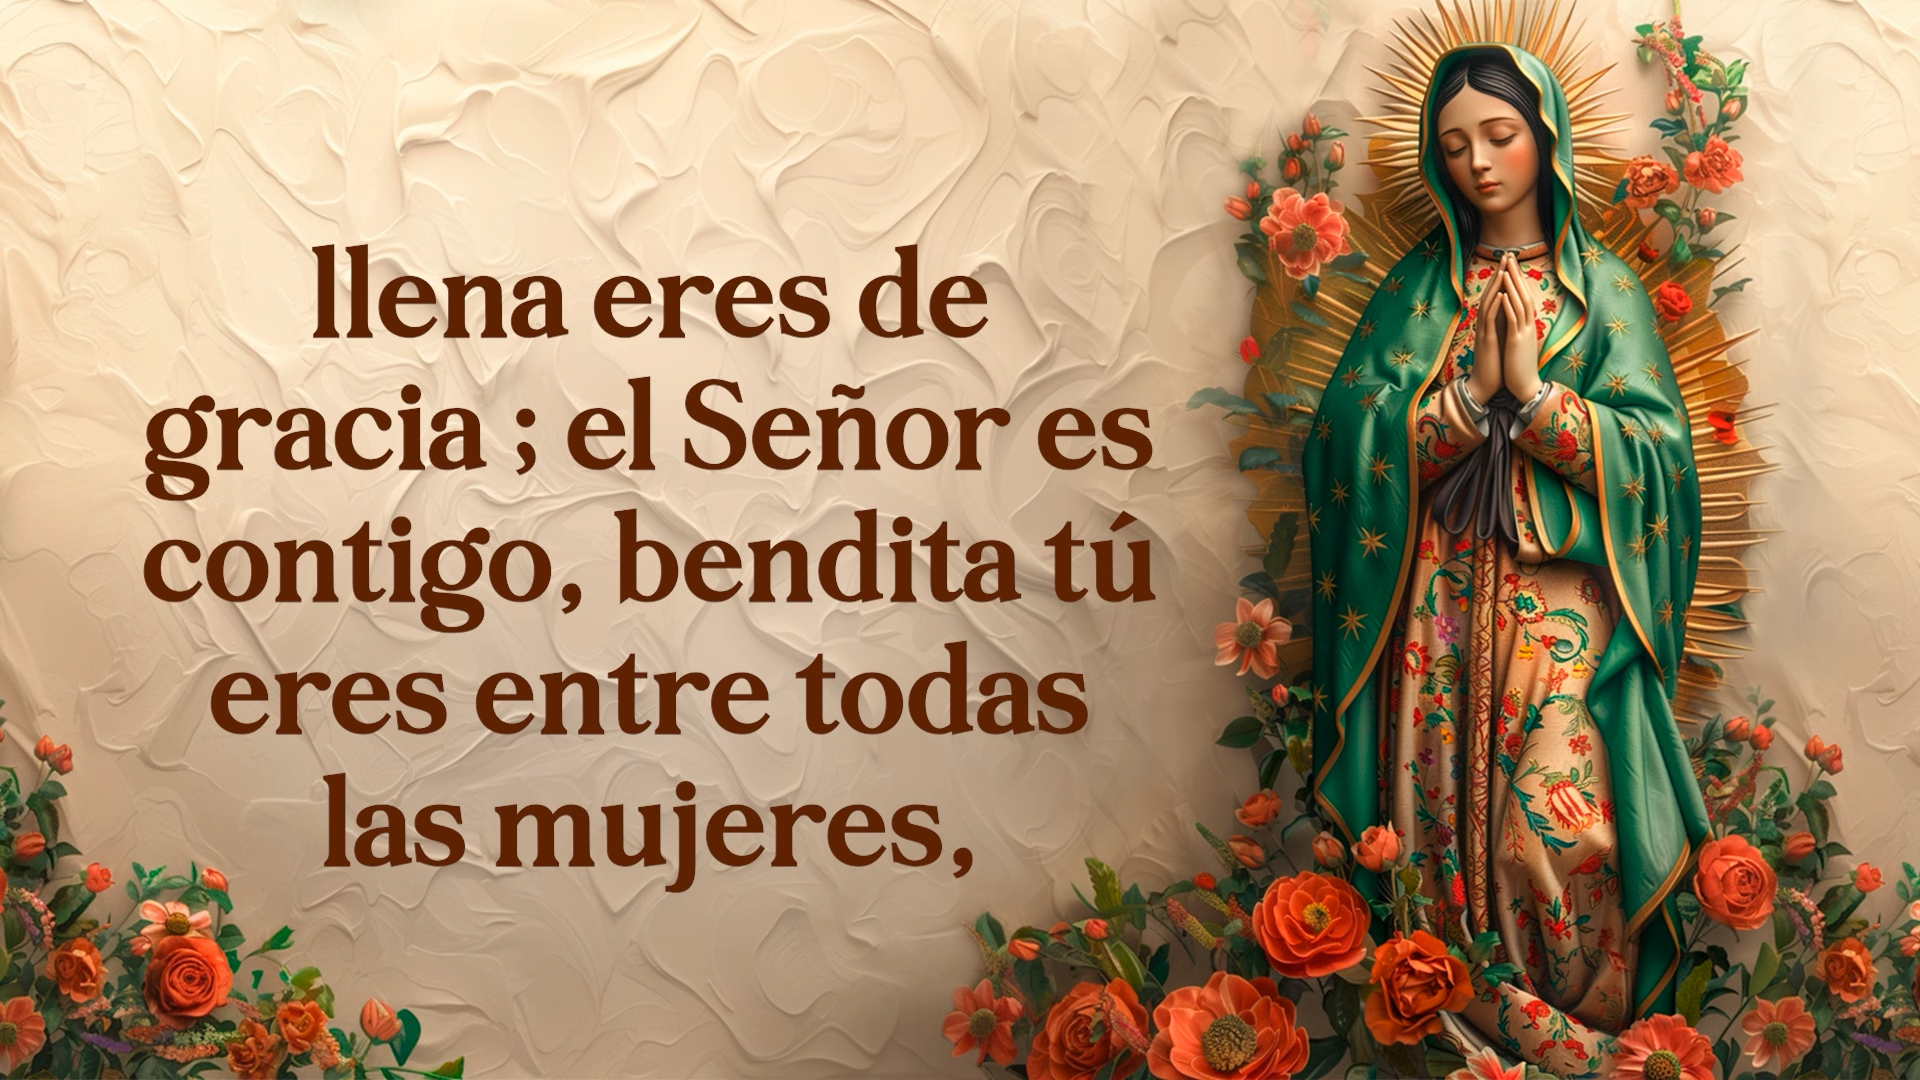 llena eres de
gracia ; el Señor es
contigo, bendita tú
eres entre todas
las mujeres,